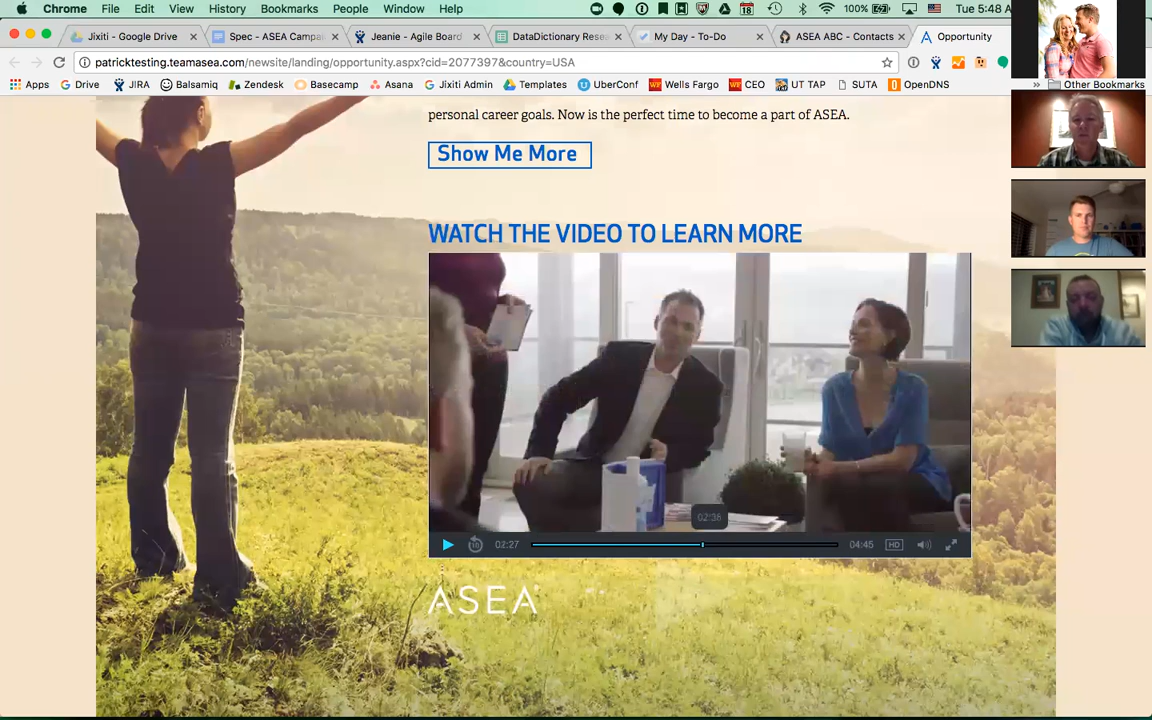 Chrome File Edit View History Bookmarks People Window Help 18 100% Tue 5:48 A
Jixiti - Google Drive Spec - ASEA Campai Jeanie - Agile Board DataDictionary Rese My Day - To-Do ASEA ABC - Contacts Opportunity
patricktesting.teamasea.com/newsite/landing/opportunity.aspx?cid=2077397&country=USA
Apps Drive JIRA Balsamiq Zendesk Basecamp Asana Jixiti Admin Templates UberConf Wells Fargo CEO UT TAP SUTA OpenDNS » Other Bookmarks
personal career goals. Now is the perfect time to become a part of ASEA.
Show Me More
WATCH THE VIDEO TO LEARN MORE
02:36
10 02:27 04:45 HD
ASEA